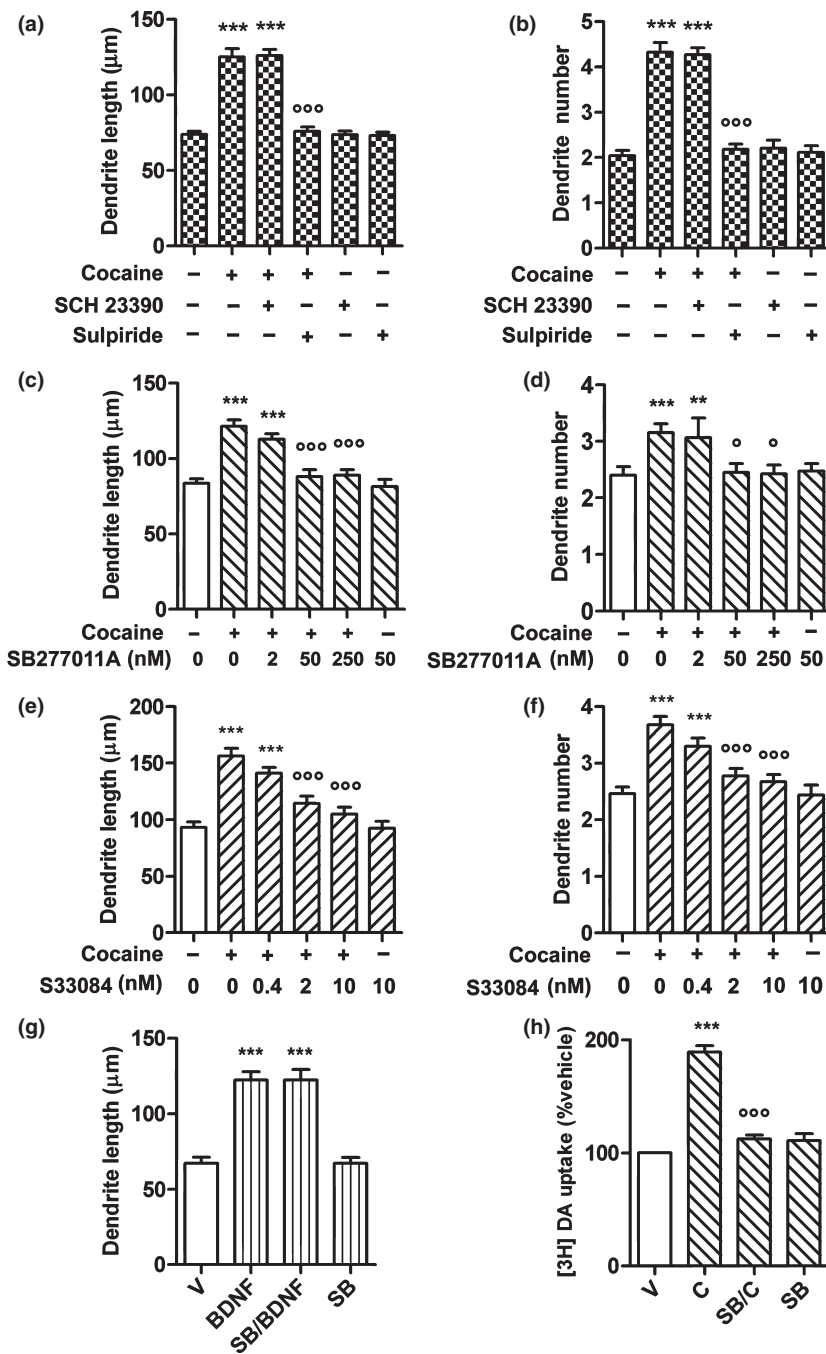 (a)
Dendrite length (μm)
150
100
50
0
*** ***
°°°
Cocaine – + + + – –
SCH 23390 – – + – + –
Sulpiride – – – + – +
(b)
Dendrite number
5
4
3
2
1
0
*** ***
°°°
Cocaine – + + + – –
SCH 23390 – – + – + –
Sulpiride – – – + – +
(c)
Dendrite length (μm)
150
100
50
0
*** ***
°°° °°°
Cocaine – + + + + –
SB277011A (nM) 0 0 2 50 250 50
(d)
Dendrite number
4
3
2
1
0
*** **
° °
Cocaine – + + + + –
SB277011A (nM) 0 0 2 50 250 50
(e)
Dendrite length (μm)
200
150
100
50
0
*** ***
°°° °°°
Cocaine – + + + + –
S33084 (nM) 0 0 0.4 2 10 10
(f)
Dendrite number
4
3
2
1
0
*** ***
°°° °°°
Cocaine – + + + + –
S33084 (nM) 0 0 0.4 2 10 10
(g)
Dendrite length (μm)
150
100
50
0
*** ***
V BDNF SB/BDNF SB
(h)
[3H] DA uptake (%vehicle)
200
100
0
***
°°°
V C SB/C SB